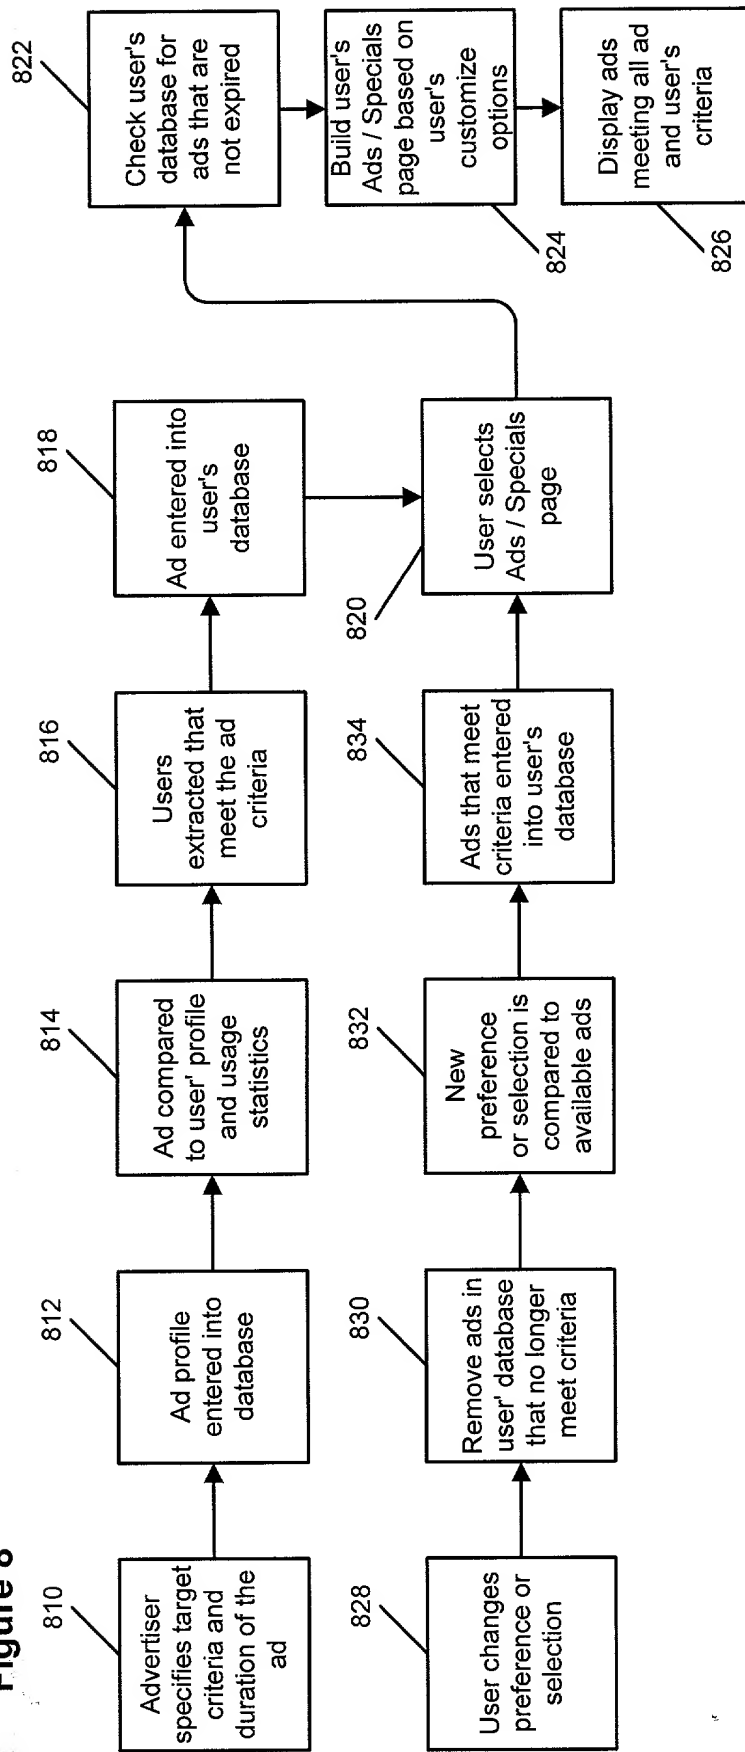 Figure 8
810
Advertiser
specifies target
criteria and
duration of the
ad
812
Ad profile
entered into
database
814
Ad compared
to user' profile
and usage
statistics
816
Users
extracted that
meet the ad
criteria
818
Ad entered into
user's
database
820
User selects
Ads / Specials
page
822
Check user's
database for
ads that are
not expired
824
Build user's
Ads / Specials
page based on
user's
customize
options
826
Display ads
meeting all ad
and user's
criteria
828
User changes
preference or
selection
830
Remove ads in
user' database
that no longer
meet criteria
832
New
preference
or selection is
compared to
available ads
834
Ads that meet
criteria entered
into user's
database